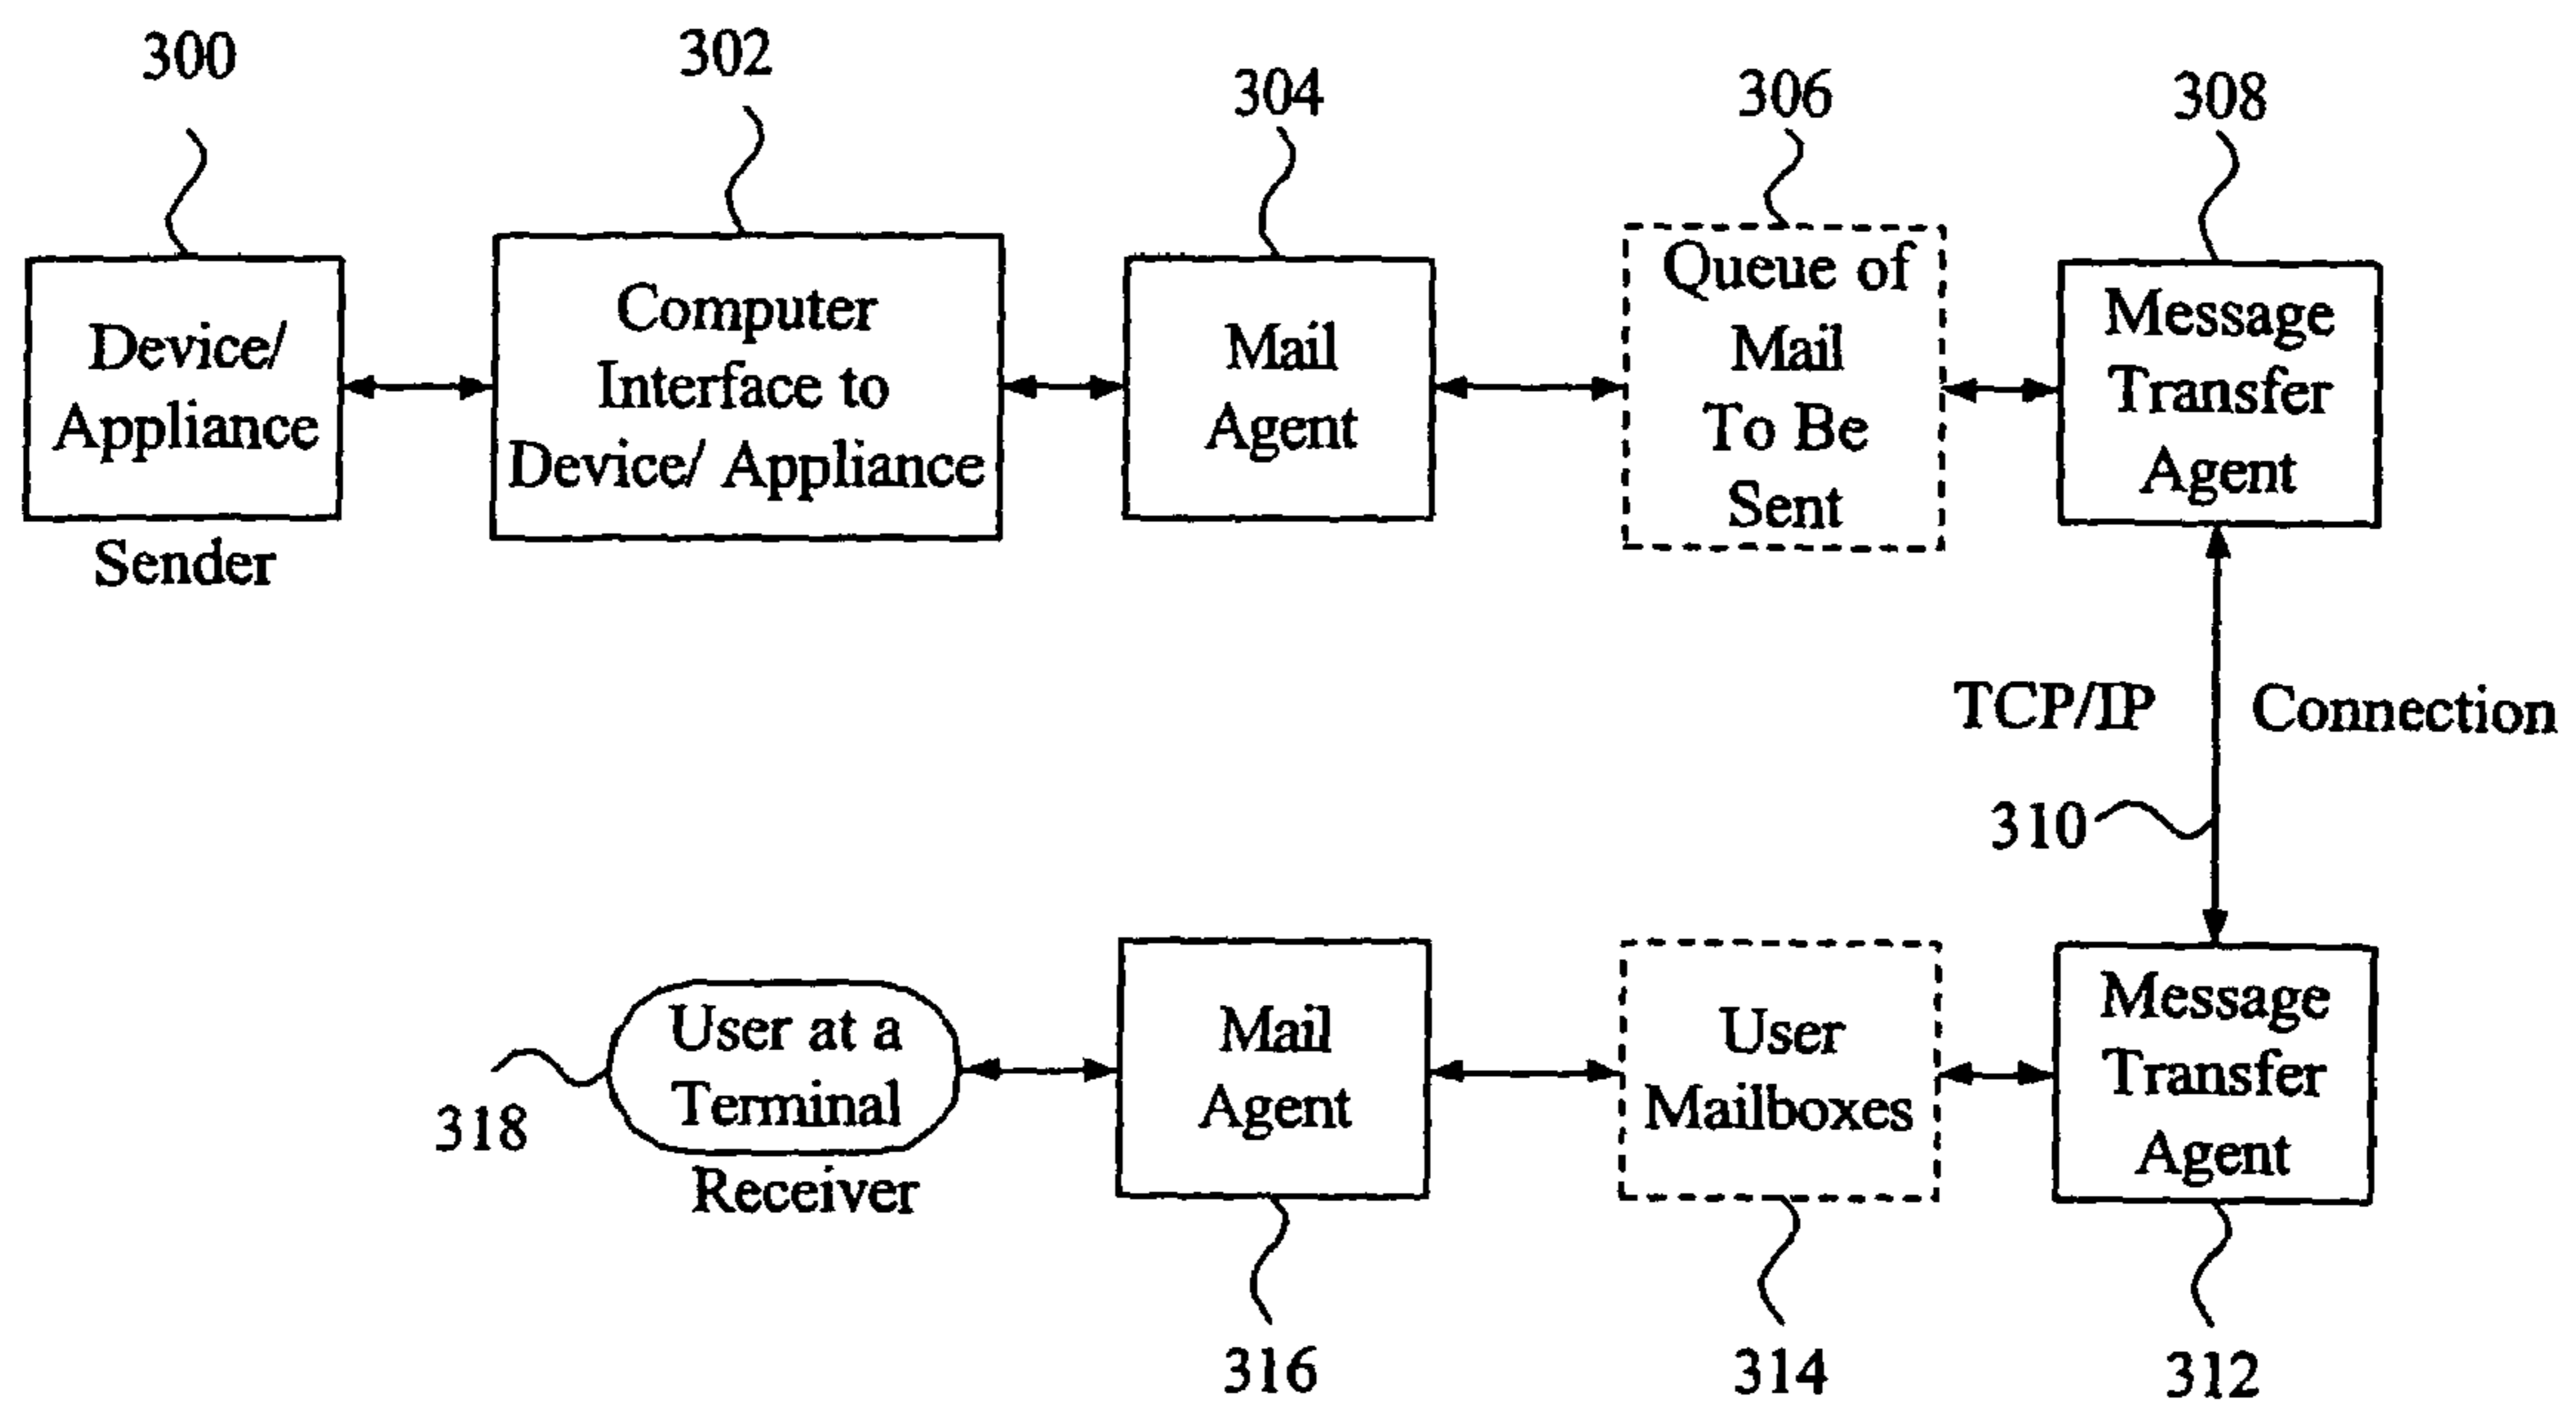 300
302
304
306
308
Device/
Appliance
Sender
Computer
Interface to
Device/ Appliance
Mail
Agent
Queue of
Mail
To Be
Sent
Message
Transfer
Agent
TCP/IP Connection
310
318
User at a
Terminal
Receiver
Mail
Agent
User
Mailboxes
Message
Transfer
Agent
316
314
312